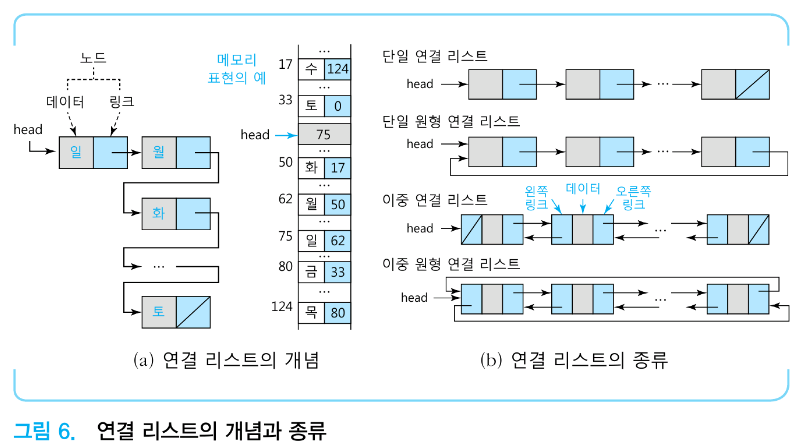 노드
데이터 링크
head
일 월
화
...
토
메모리
표현의 예
...
17 수 124
...
33 토 0
head 75
...
50 화 17
...
62 월 50
...
75 일 62
80 금 33
...
124 목 80
...
(a) 연결 리스트의 개념
단일 연결 리스트
head ...
단일 원형 연결 리스트
head ...
이중 연결 리스트
왼쪽 링크 데이터 오른쪽 링크
head ...
이중 원형 연결 리스트
head ...
(b) 연결 리스트의 종류
그림 6. 연결 리스트의 개념과 종류